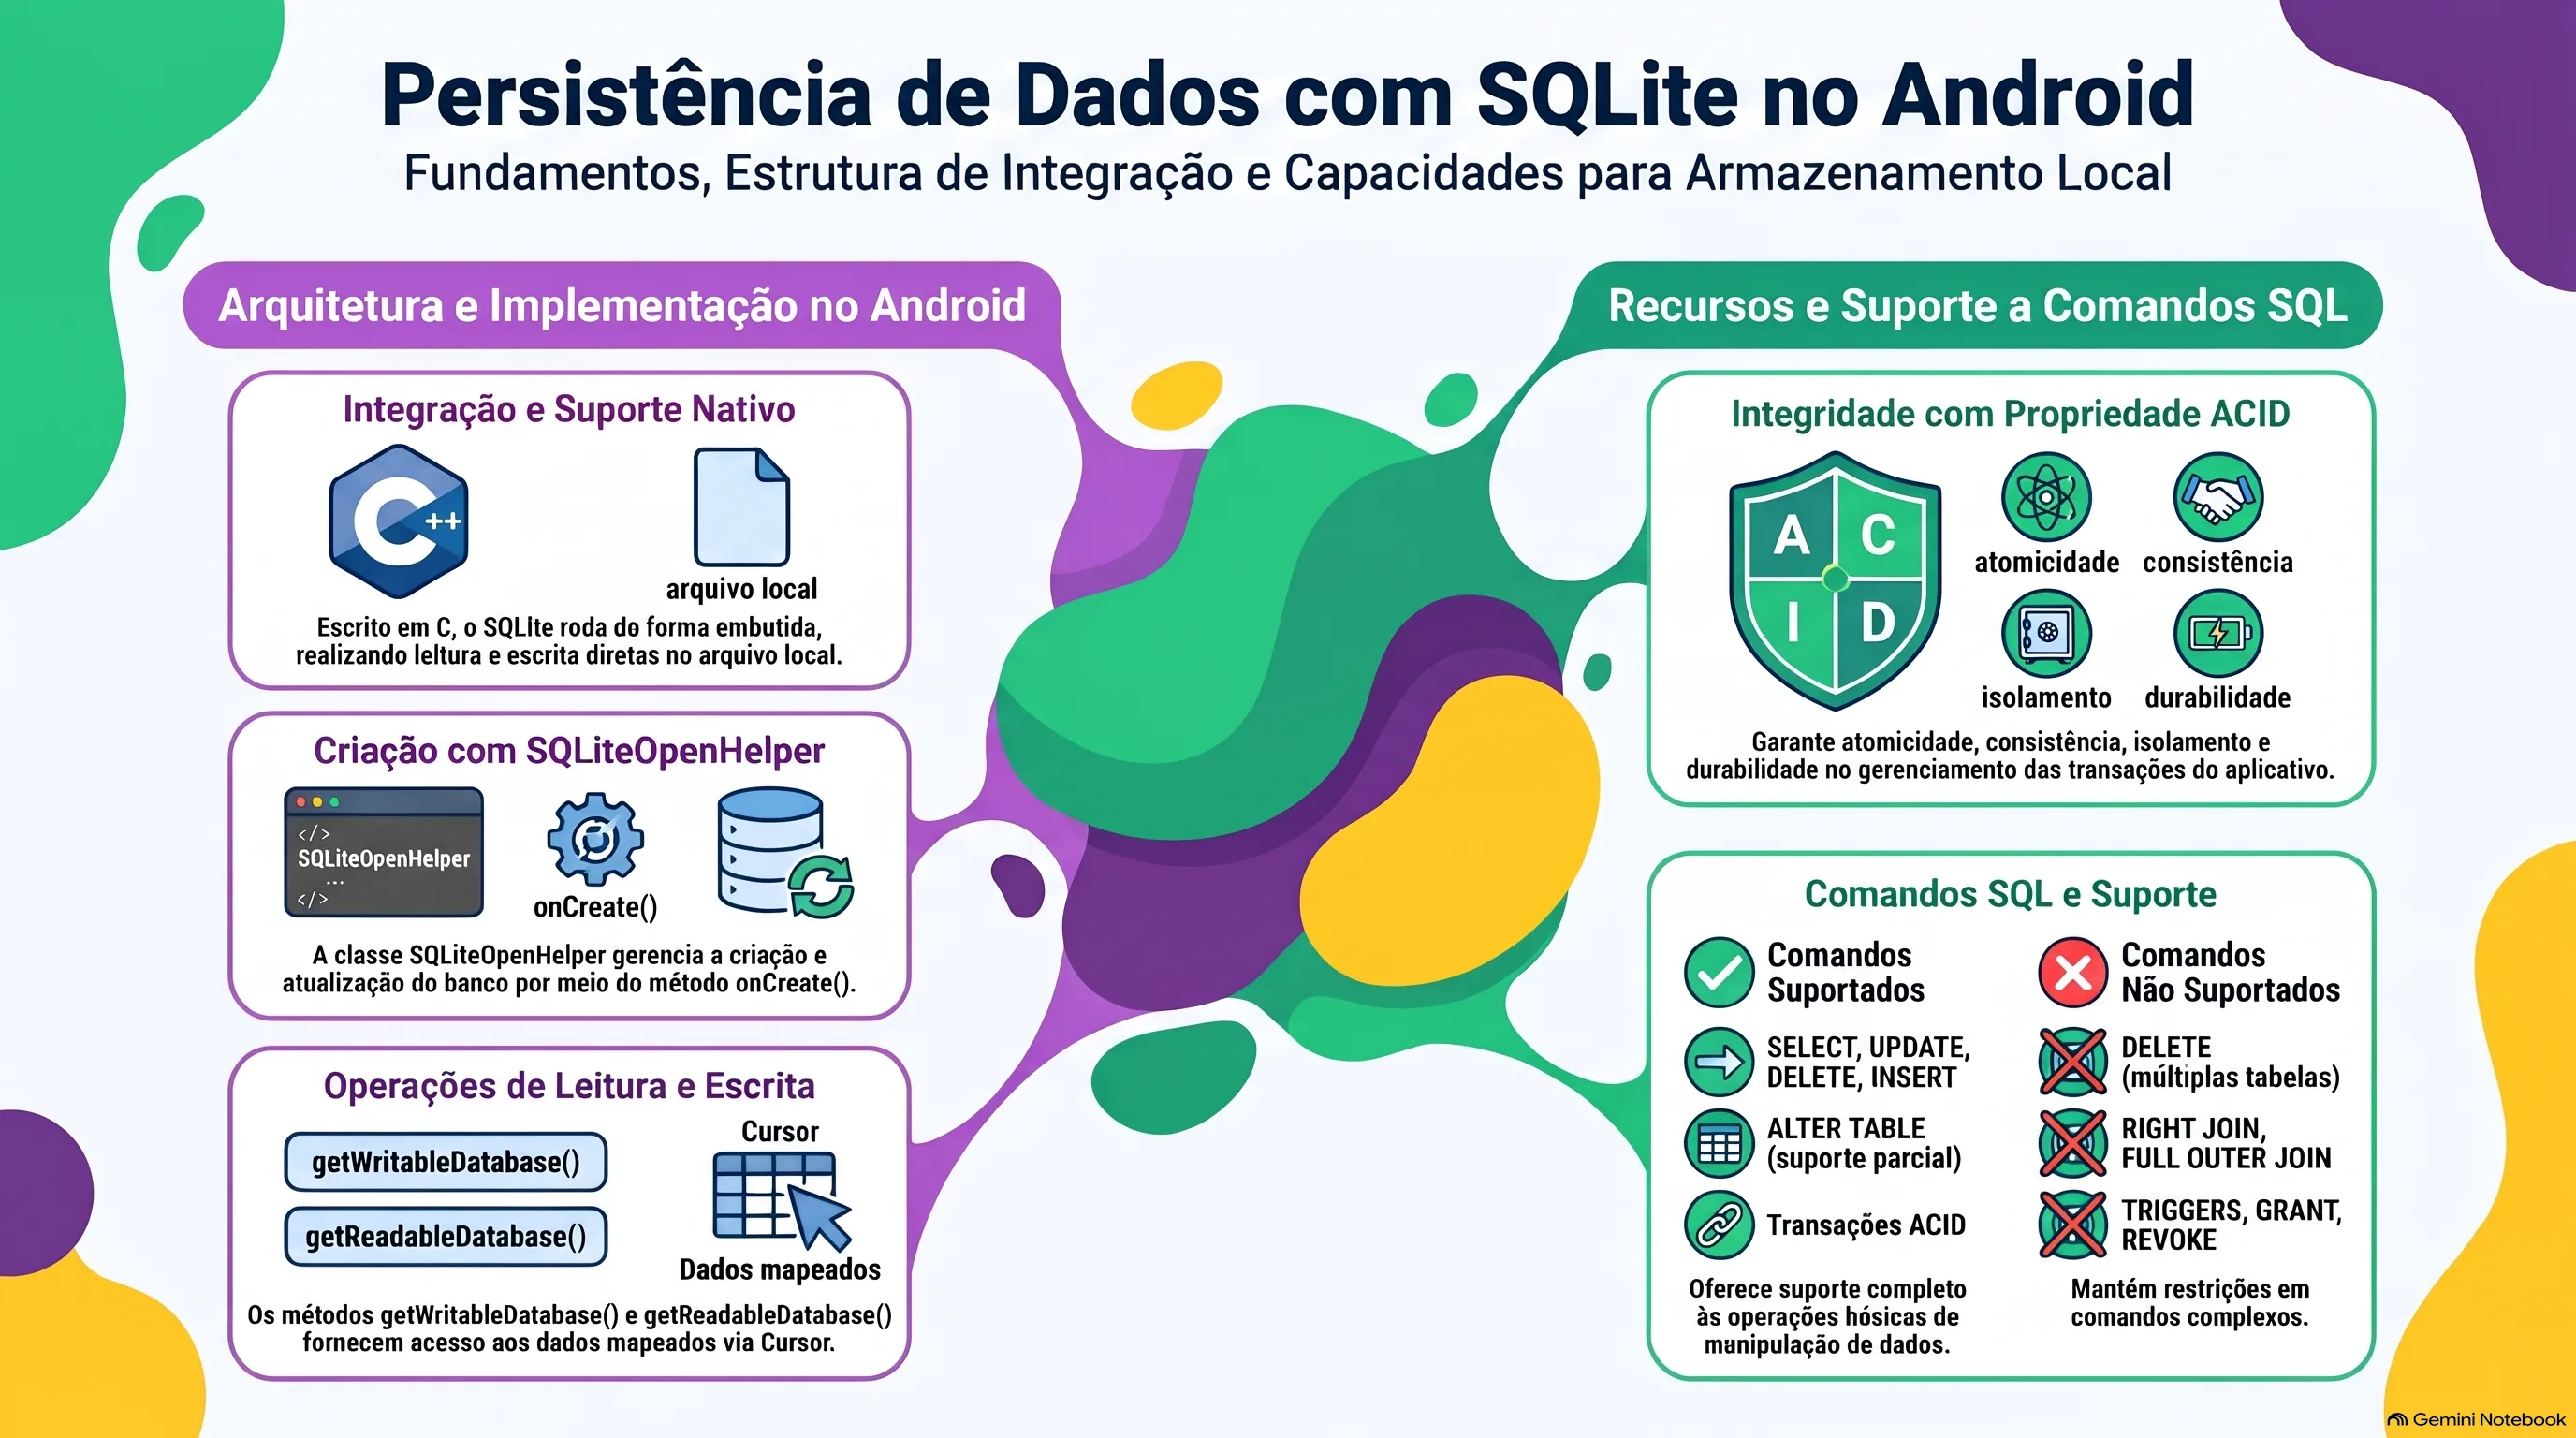 Persistência de Dados com SQLite no Android
Fundamentos, Estrutura de Integração e Capacidades para Armazenamento Local
Arquitetura e Implementação no Android
Integração e Suporte Nativo
C++
arquivo local
Escrito em C, o SQLite roda do forma embutida,
realizando leitura e escrita diretas no arquivo local.
Criação com SQLiteOpenHelper
</>
SQLiteOpenHelper
...
</>
onCreate()
A classe SQLiteOpenHelper gerencia a criação e
atualização do banco por meio do método onCreate().
Operações de Leitura e Escrita
getWritableDatabase()
getReadableDatabase()
Cursor
Dados mapeados
Os métodos getWritableDatabase() e getReadableDatabase()
fornecem acesso aos dados mapeados via Cursor.
Recursos e Suporte a Comandos SQL
Integridade com Propriedade ACID
A C
I D
atomicidade
consistência
isolamento
durabilidade
Garante atomicidade, consistência, isolamento e
durabilidade no gerenciamento das transações do aplicativo.
Comandos SQL e Suporte
Comandos
Suportados
SELECT, UPDATE,
DELETE, INSERT
ALTER TABLE
(suporte parcial)
Transações ACID
Oferece suporte completo
às operações hósicas de
manipulação de dados.
Comandos
Não Suportados
DELETE
(múltiplas tabelas)
RIGHT JOIN,
FULL OUTER JOIN
TRIGGERS, GRANT,
REVOKE
Mantém restrições em
comandos complexos.
Gemini Notebook